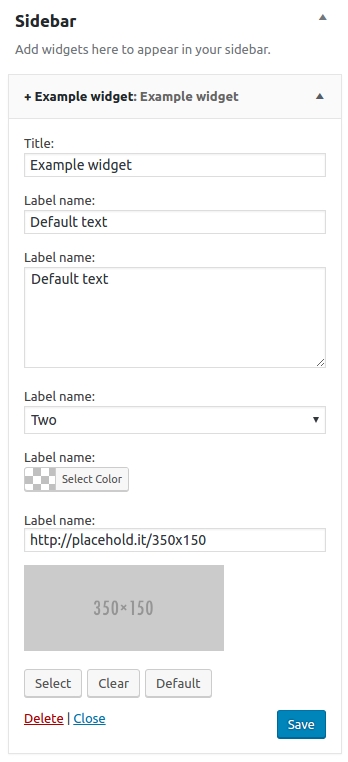 Sidebar
Add widgets here to appear in your sidebar.
+ Example widget: Example widget
Title:
Example widget
Label name:
Default text
Label name:
Default text
Label name:
Two
Label name:
Select Color
Label name:
http://placehold.it/350x150
350×150
Select Clear Default
Delete | Close Save